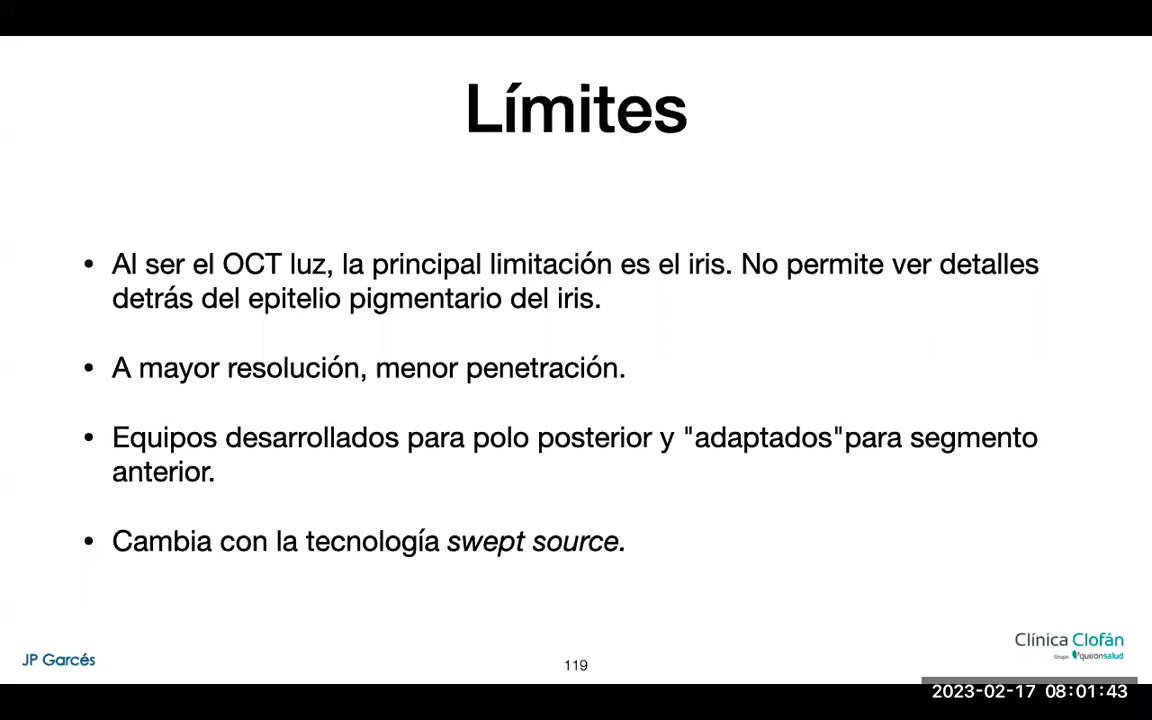 Límites
• Al ser el OCT luz, la principal limitación es el iris. No permite ver detalles
detrás del epitelio pigmentario del iris.
• A mayor resolución, menor penetración.
• Equipos desarrollados para polo posterior y "adaptados"para segmento
anterior.
• Cambia con la tecnología swept source.
JP Garcés
119
Clínica Clofán
Grupo quirónsalud
2023-02-17 08:01:43